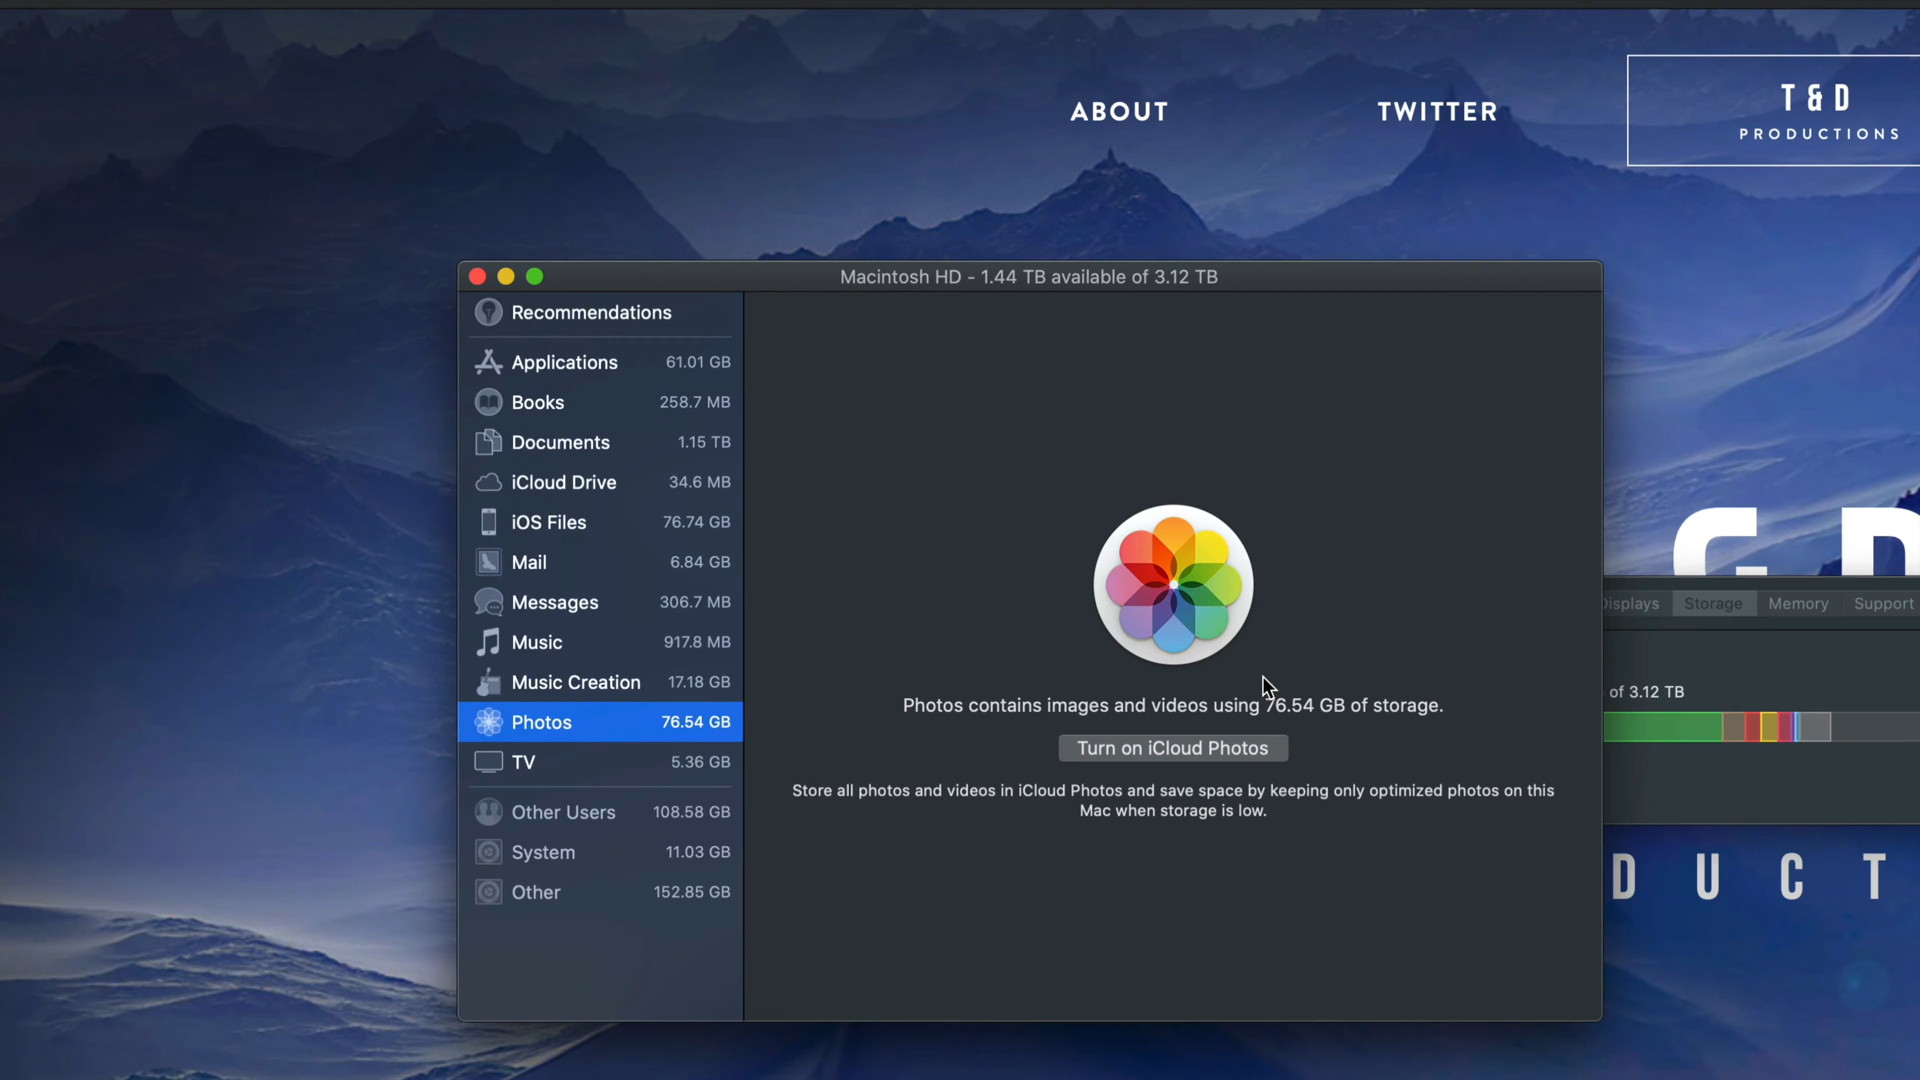 ABOUT
TWITTER
T & D
PRODUCTIONS
Macintosh HD - 1.44 TB available of 3.12 TB
Recommendations
Applications 61.01 GB
Books 258.7 MB
Documents 1.15 TB
iCloud Drive 34.6 MB
iOS Files 76.74 GB
Mail 6.84 GB
Messages 306.7 MB
Music 917.8 MB
Music Creation 17.18 GB
Photos 76.54 GB
TV 5.36 GB
Other Users 108.58 GB
System 11.03 GB
Other 152.85 GB
Photos contains images and videos using 76.54 GB of storage.
Turn on iCloud Photos
Store all photos and videos in iCloud Photos and save space by keeping only optimized photos on this
Mac when storage is low.
Displays Storage Memory Support
of 3.12 TB
D U C T